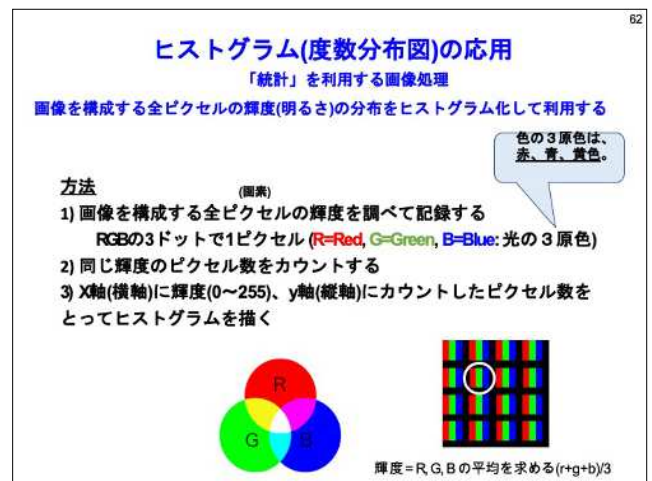 62
ヒストグラム(度数分布図)の応用
「統計」を利用する画像処理
画像を構成する全ピクセルの輝度(明るさ)の分布をヒストグラム化して利用する
色の３原色は、
赤、青、黄色。
方法
(画素)
1) 画像を構成する全ピクセルの輝度を調べて記録する
RGBの3ドットで1ピクセル (R=Red, G=Green, B=Blue: 光の３原色)
2) 同じ輝度のピクセル数をカウントする
3) X軸(横軸)に輝度(0〜255)、y軸(縦軸)にカウントしたピクセル数を
とってヒストグラムを描く
R
G
B
輝度=R, G, B の平均を求める(r+g+b)/3